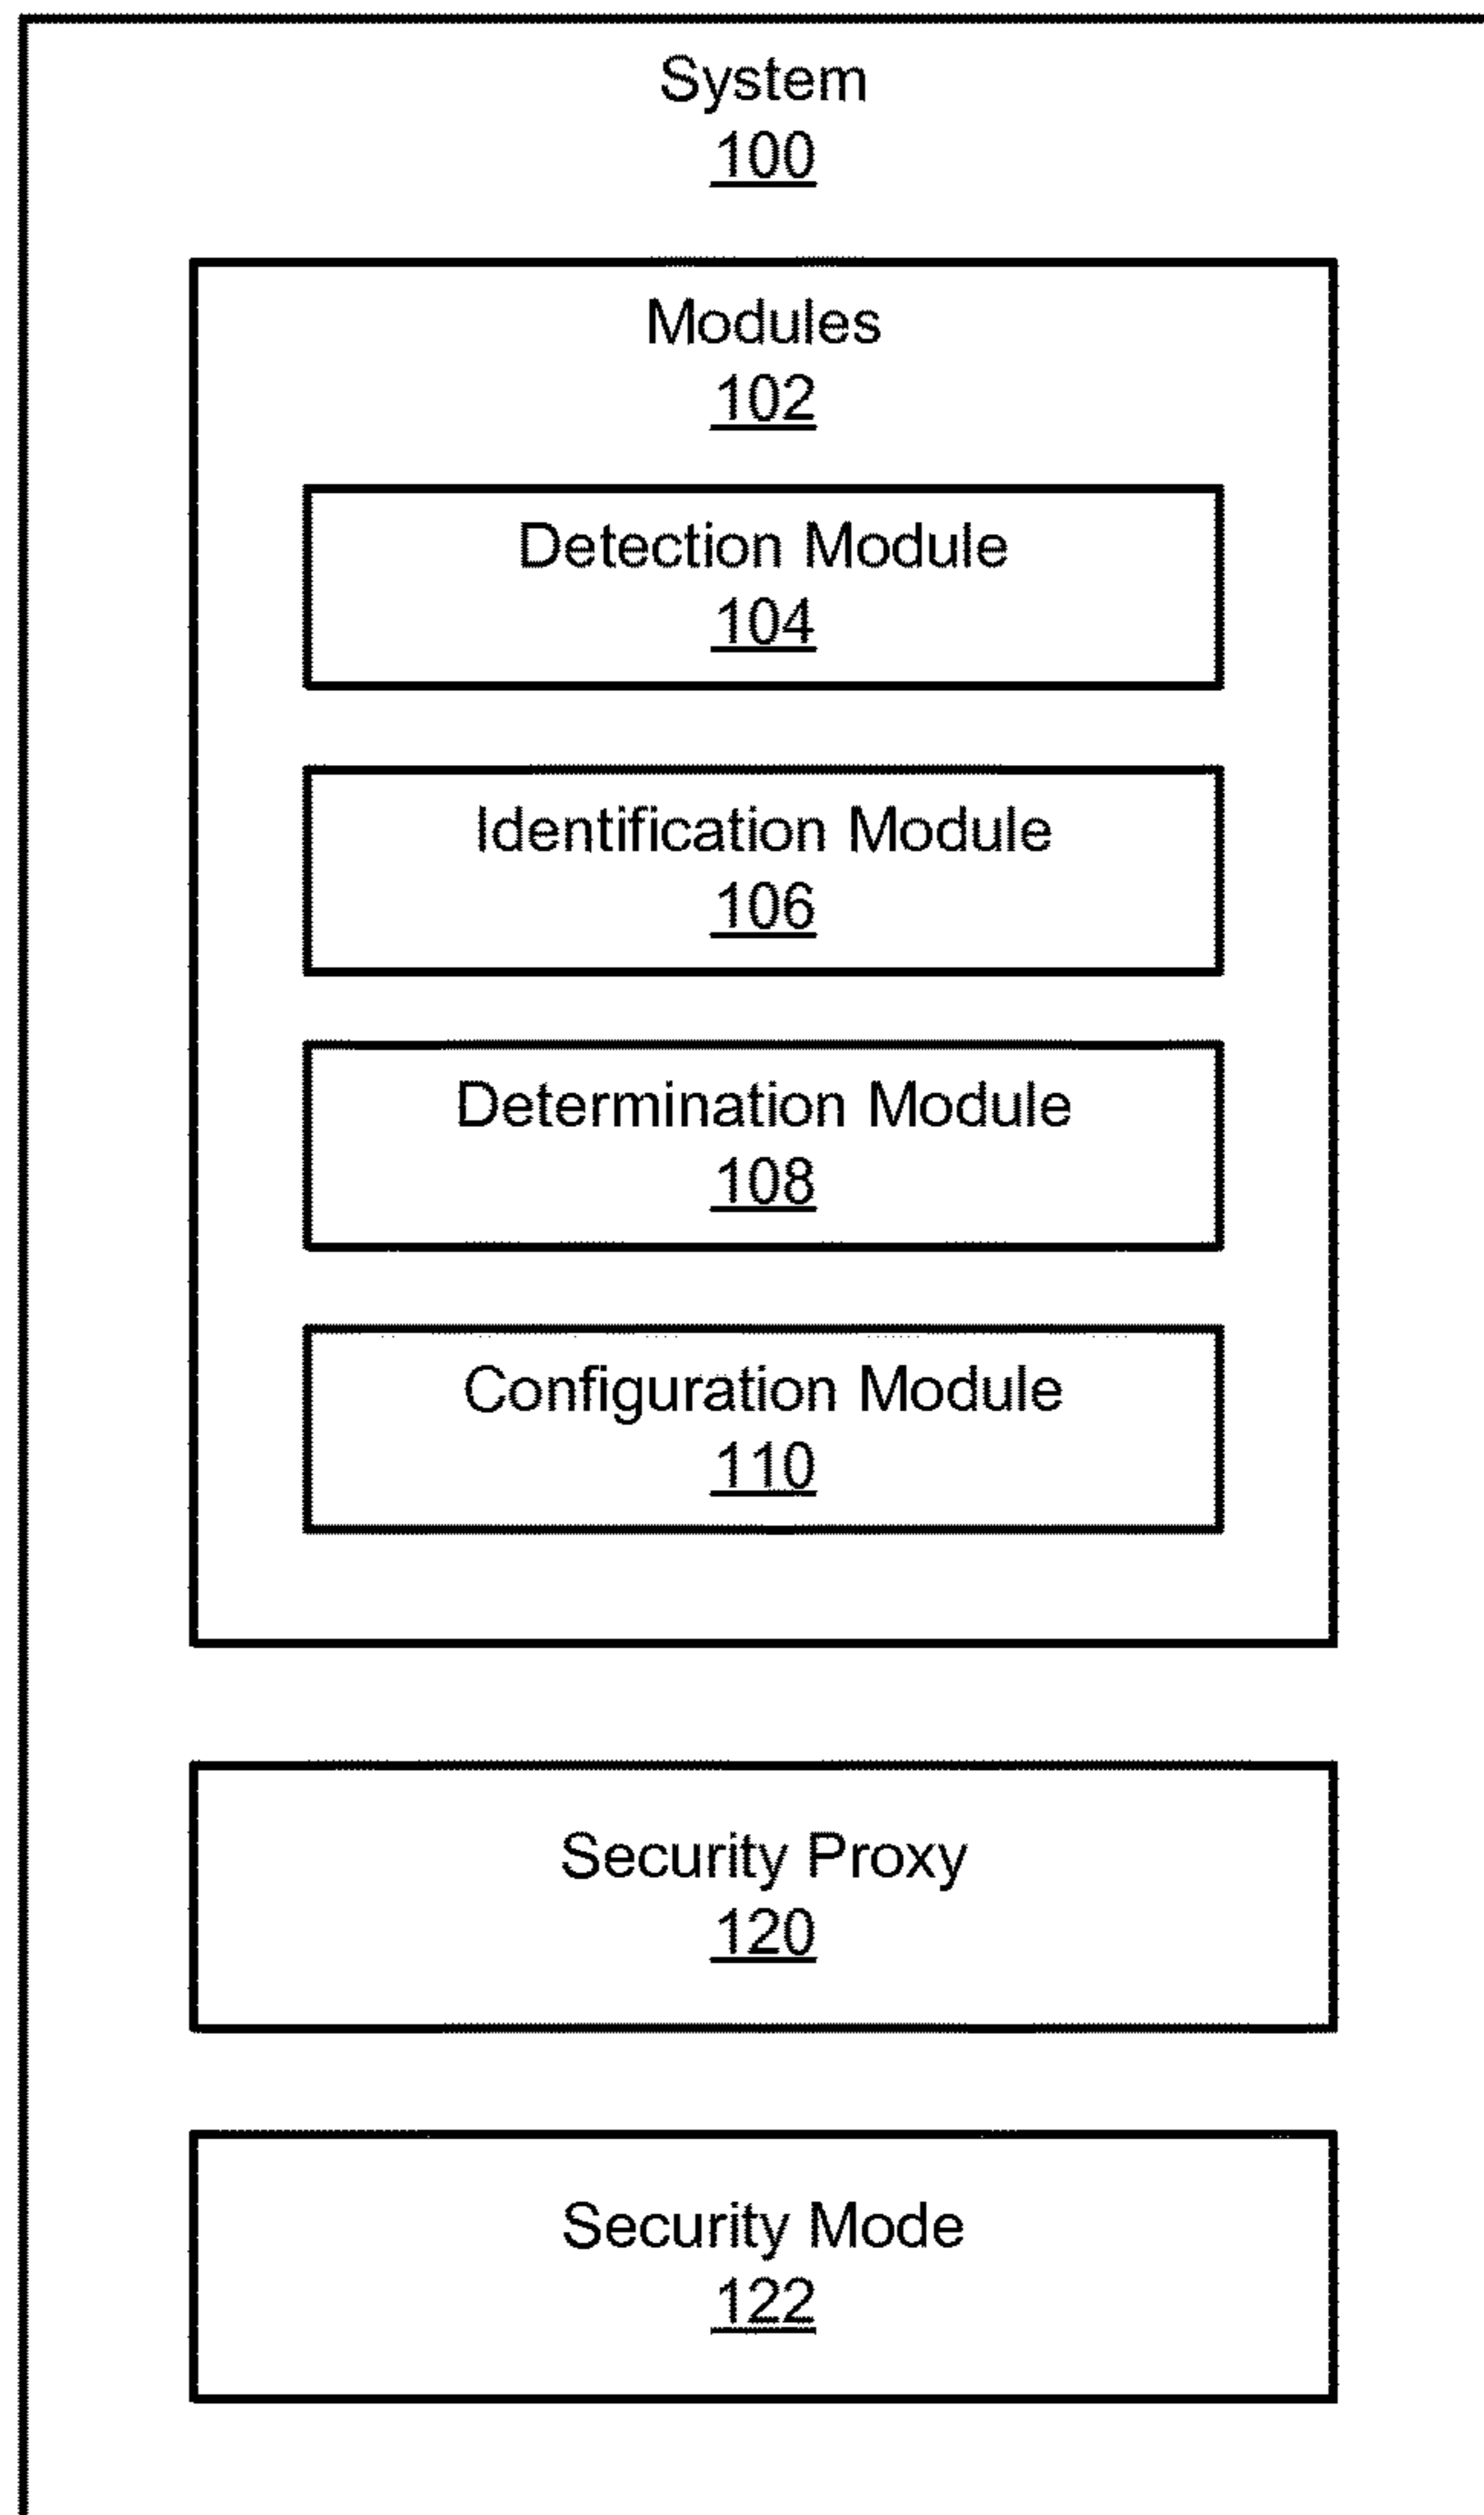 System
100
Modules
102
Detection Module
104
Identification Module
106
Determination Module
108
Configuration Module
110
Security Proxy
120
Security Mode
122